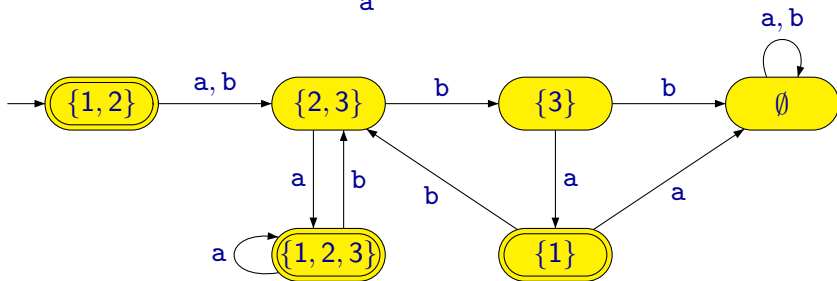 a
a, b
{1, 2} a, b {2, 3} b {3} b ∅
a b b a a
a {1, 2, 3} {1}